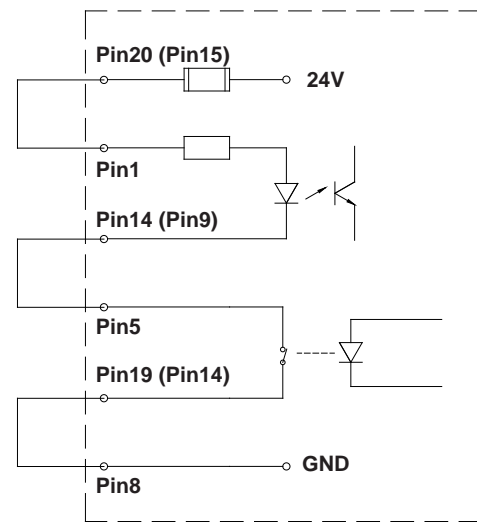 Pin20 (Pin15)
24V
Pin1
Pin14 (Pin9)
Pin5
Pin19 (Pin14)
GND
Pin8